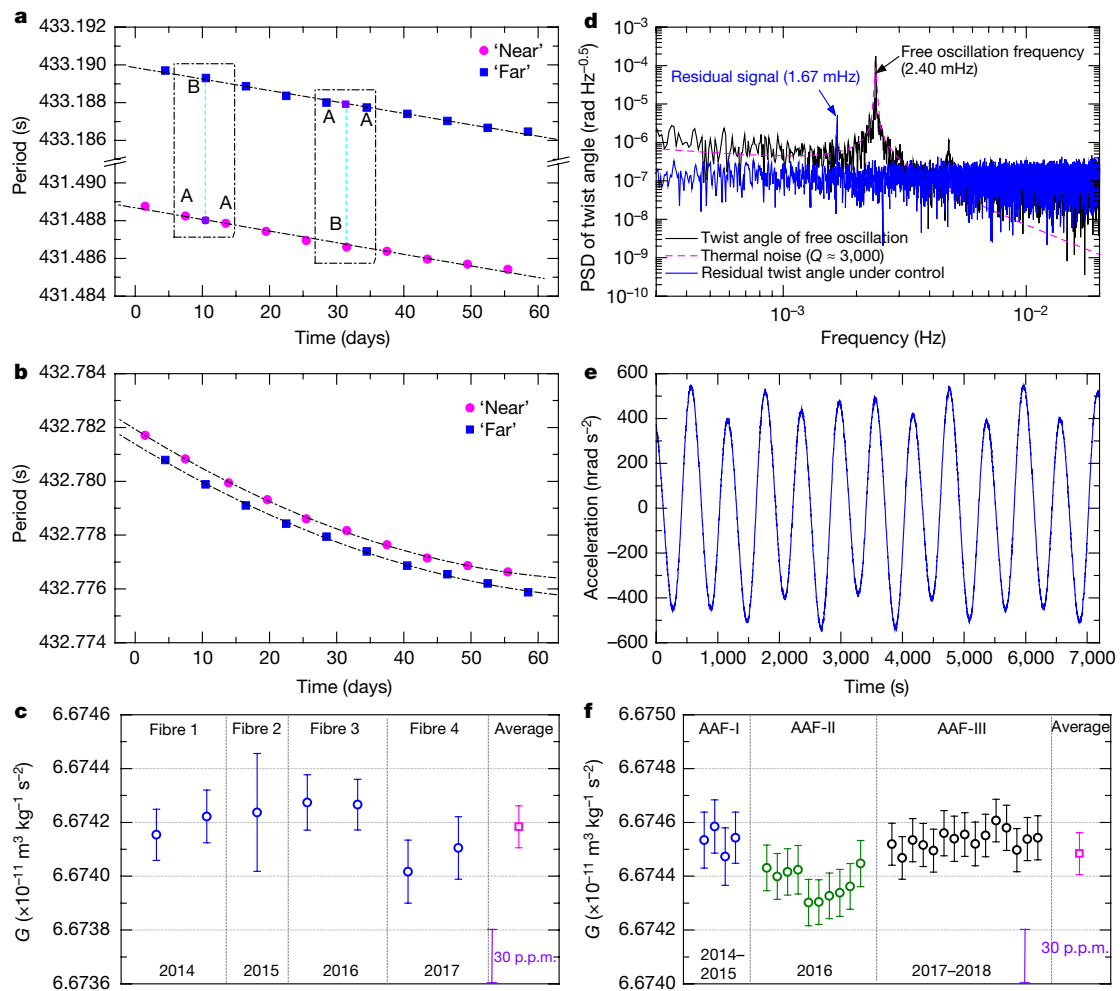 a
433.192
433.190
433.188
433.186
431.490
431.488
431.486
431.484
Period (s)
'Near'
'Far'
B
A
A
A
A
B
0
10
20
30
40
50
60
Time (days)
b
432.784
432.782
432.780
432.778
432.776
432.774
Period (s)
'Near'
'Far'
0
10
20
30
40
50
60
Time (days)
c
6.6746
6.6744
6.6742
6.6740
6.6738
6.6736
G (×10⁻¹¹ m³ kg⁻¹ s⁻²)
Fibre 1
Fibre 2
Fibre 3
Fibre 4
Average
2014
2015
2016
2017
30 p.p.m.
d
10⁻³
10⁻⁴
10⁻⁵
10⁻⁶
10⁻⁷
10⁻⁸
10⁻⁹
10⁻¹⁰
PSD of twist angle (rad Hz⁻⁰·⁵)
Free oscillation frequency
(2.40 mHz)
Residual signal (1.67 mHz)
Twist angle of free oscillation
Thermal noise (Q ≈ 3,000)
Residual twist angle under control
10⁻³
10⁻²
Frequency (Hz)
e
600
400
200
0
−200
−400
−600
Acceleration (nrad s⁻²)
0
1,000
2,000
3,000
4,000
5,000
6,000
7,000
Time (s)
f
6.6750
6.6748
6.6746
6.6744
6.6742
6.6740
G (×10⁻¹¹ m³ kg⁻¹ s⁻²)
AAF-I
AAF-II
AAF-III
Average
2014–
2015
2016
2017–2018
30 p.p.m.